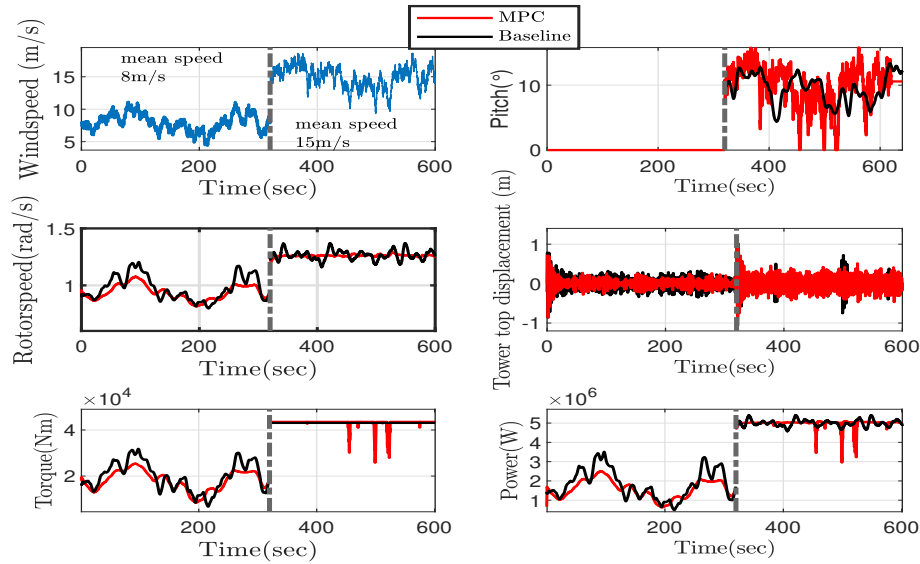 MPC
Baseline
Windspeed (m/s)
15
10
5
mean speed
8m/s
mean speed
15m/s
0
200
400
600
Time(sec)
Pitch(°)
10
0
0
200
400
600
Time(sec)
Rotorspeed(rad/s)
1.5
1
0
200
400
600
Time(sec)
Tower top displacement (m)
1
0
-1
0
200
400
600
Time(sec)
×10⁴
Torque(Nm)
4
2
0
200
400
600
Time(sec)
×10⁶
Power(W)
5
4
3
2
1
0
200
400
600
Time(sec)